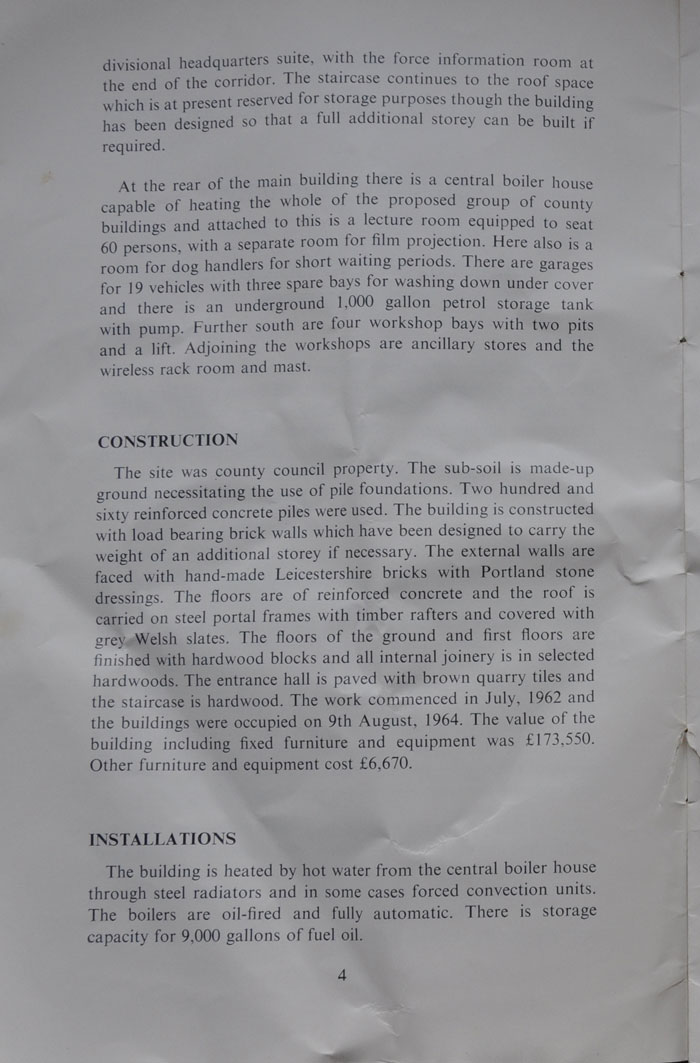 divisional headquarters suite, with the force information room at
the end of the corridor. The staircase continues to the roof space
which is at present reserved for storage purposes though the building
has been designed so that a full additional storey can be built if
required.
At the rear of the main building there is a central boiler house
capable of heating the whole of the proposed group of county
buildings and attached to this is a lecture room equipped to seat
60 persons, with a separate room for film projection. Here also is a
room for dog handlers for short waiting periods. There are garages
for 19 vehicles with three spare bays for washing down under cover
and there is an underground 1,000 gallon petrol storage tank
with pump. Further south are four workshop bays with two pits
and a lift. Adjoining the workshops are ancillary stores and the
wireless rack room and mast.
CONSTRUCTION
The site was county council property. The sub-soil is made-up
ground necessitating the use of pile foundations. Two hundred and
sixty reinforced concrete piles were used. The building is constructed
with load bearing brick walls which have been designed to carry the
weight of an additional storey if necessary. The external walls are
faced with hand-made Leicestershire bricks with Portland stone
dressings. The floors are of reinforced concrete and the roof is
carried on steel portal frames with timber rafters and covered with
grey Welsh slates. The floors of the ground and first floors are
finished with hardwood blocks and all internal joinery is in selected
hardwoods. The entrance hall is paved with brown quarry tiles and
the staircase is hardwood. The work commenced in July, 1962 and
the buildings were occupied on 9th August, 1964. The value of the
building including fixed furniture and equipment was £173,550.
Other furniture and equipment cost £6,670.
INSTALLATIONS
The building is heated by hot water from the central boiler house
through steel radiators and in some cases forced convection units.
The boilers are oil-fired and fully automatic. There is storage
capacity for 9,000 gallons of fuel oil.
4